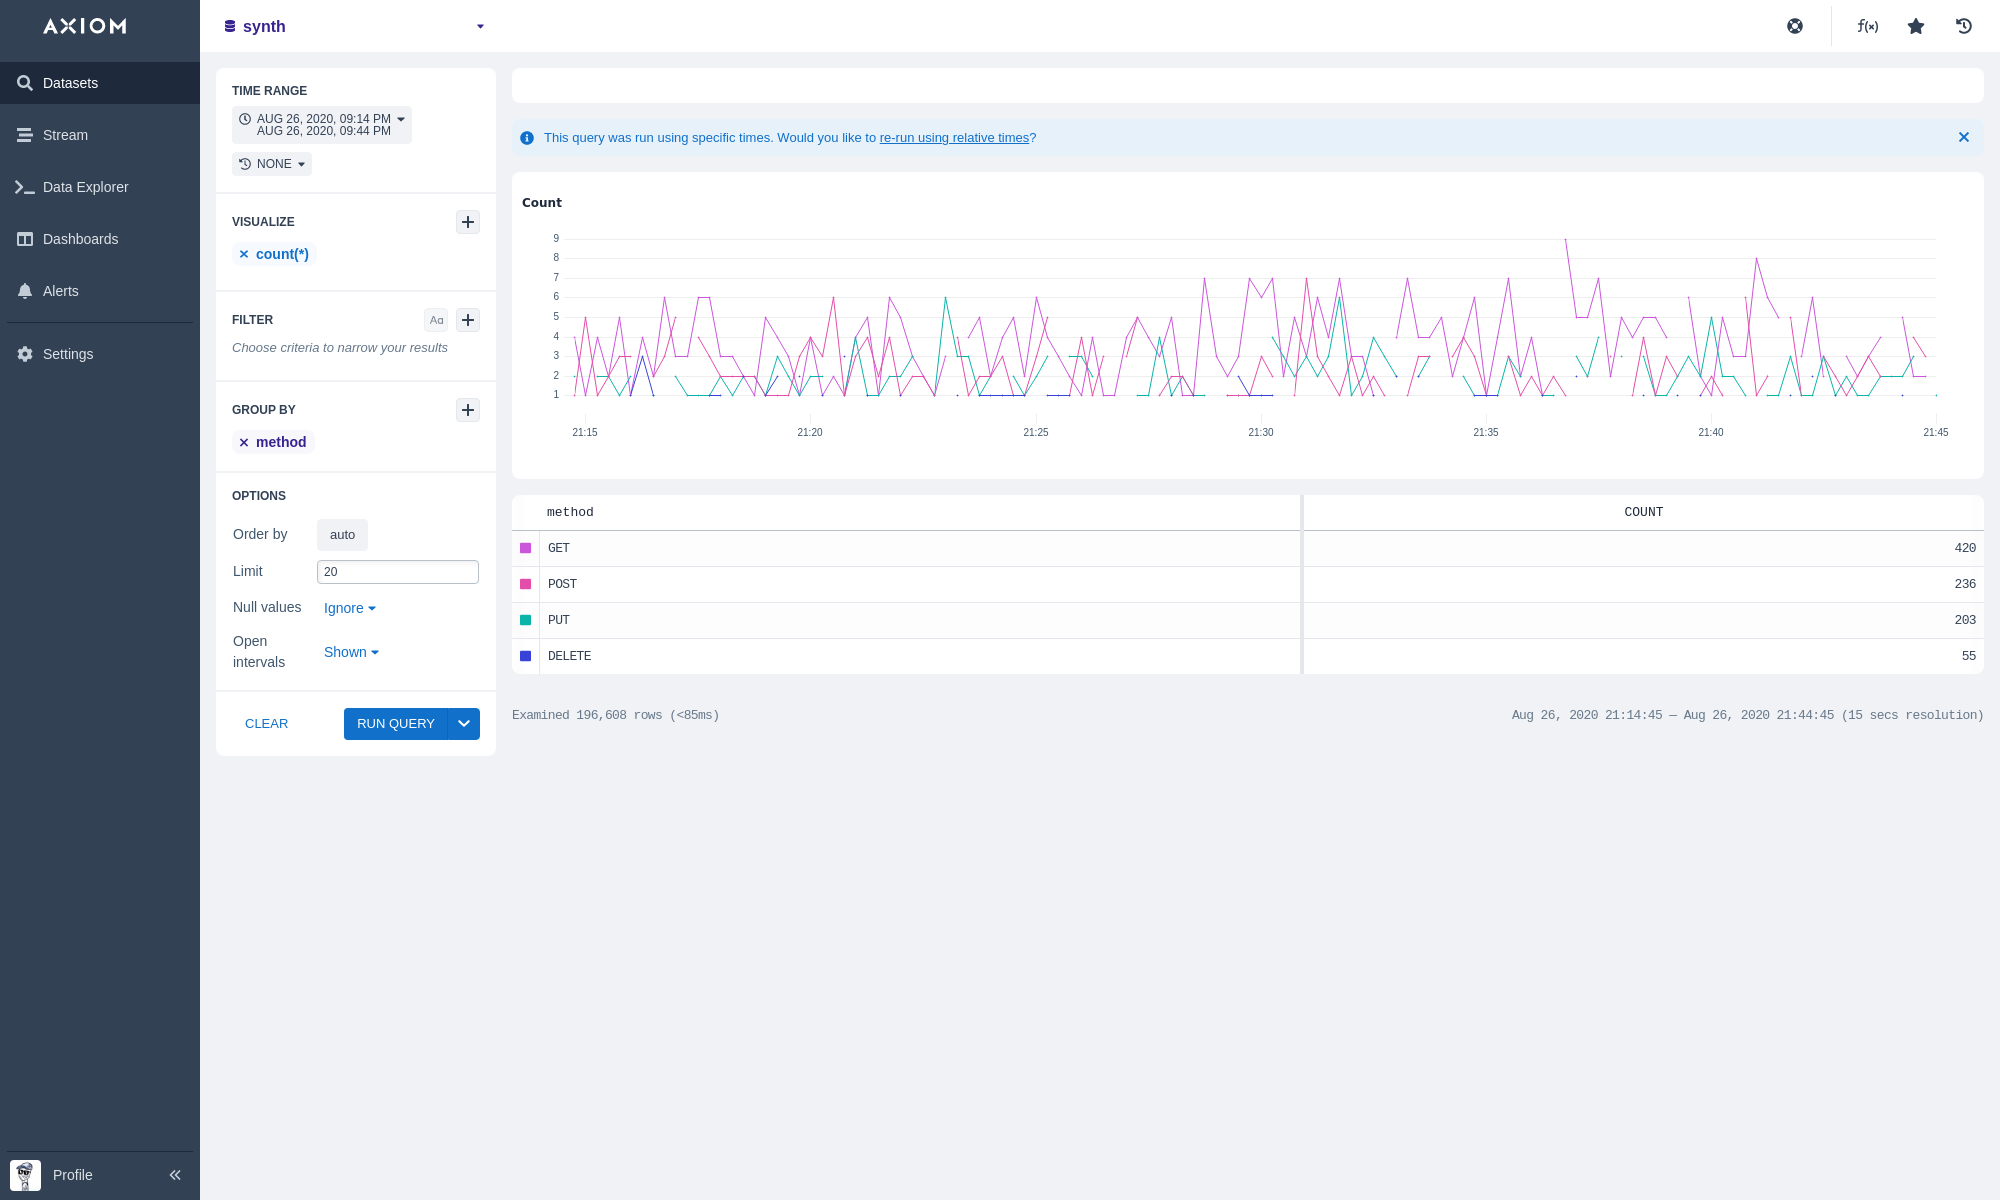 AXIOM
synth
f(x)
Datasets
Stream
Data Explorer
Dashboards
Alerts
Settings
Profile
TIME RANGE
AUG 26, 2020, 09:14 PM
AUG 26, 2020, 09:44 PM
NONE
VISUALIZE
count(*)
FILTER
Aa
Choose criteria to narrow your results
GROUP BY
method
OPTIONS
Order by auto
Limit 20
Null values Ignore
Open intervals Shown
CLEAR RUN QUERY
This query was run using specific times. Would you like to re-run using relative times?
Count
9
8
7
6
5
4
3
2
1
21:15 21:20 21:25 21:30 21:35 21:40 21:45
method COUNT
GET 420
POST 236
PUT 203
DELETE 55
Examined 196,608 rows (<85ms) Aug 26, 2020 21:14:45 — Aug 26, 2020 21:44:45 (15 secs resolution)